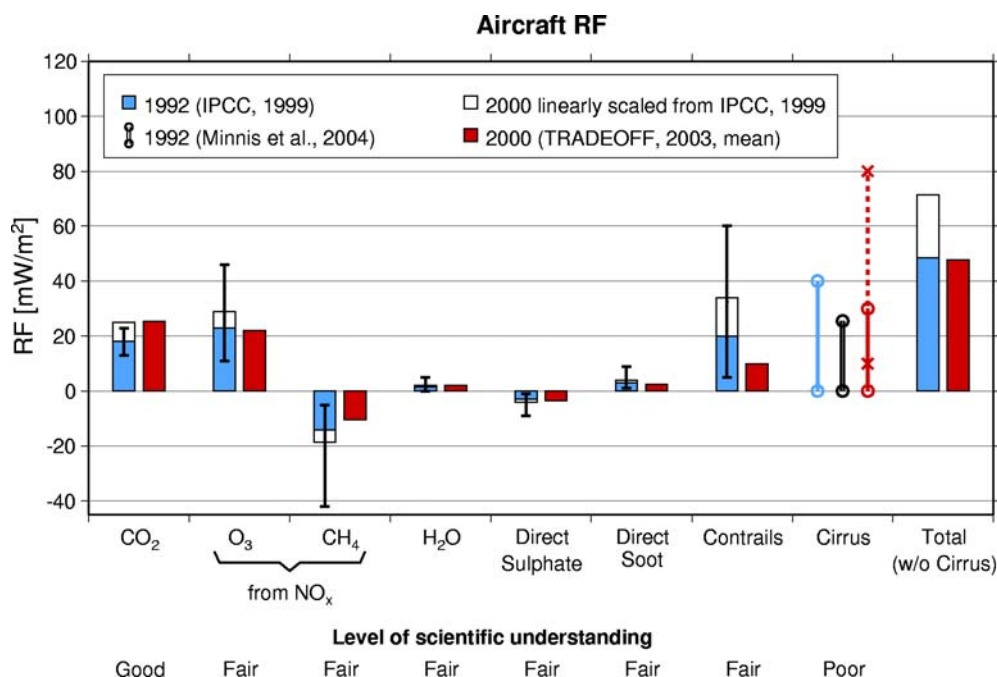 Aircraft RF
1992 (IPCC, 1999)
2000 linearly scaled from IPCC, 1999
1992 (Minnis et al., 2004)
2000 (TRADEOFF, 2003, mean)
RF [mW/m²]
120
100
80
60
40
20
0
-20
-40
CO₂
O₃
CH₄
H₂O
Direct
Sulphate
Direct
Soot
Contrails
Cirrus
Total
(w/o Cirrus)
from NOₓ
Level of scientific understanding
Good Fair Fair Fair Fair Fair Fair Poor